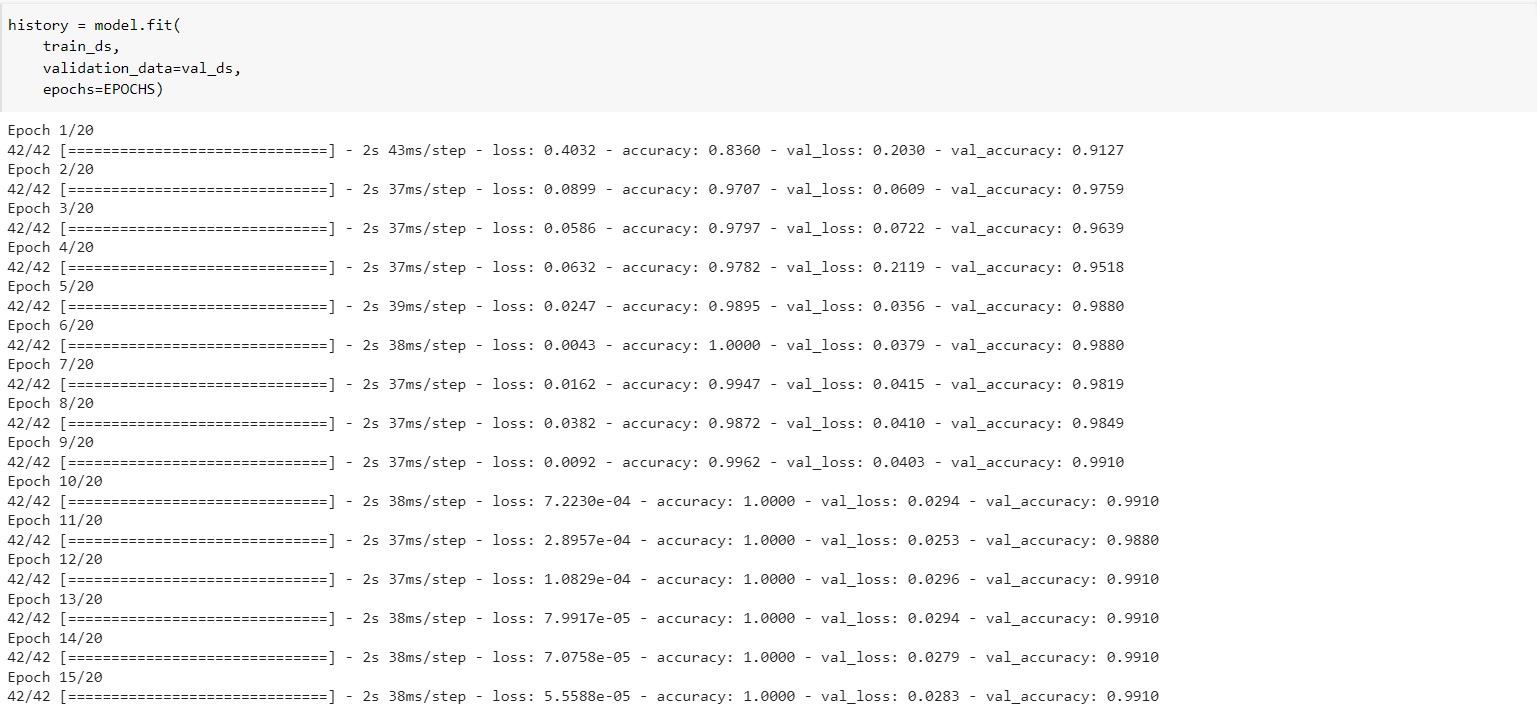 history = model.fit(
    train_ds,
    validation_data=val_ds,
    epochs=EPOCHS)
Epoch 1/20
42/42 [==============================] - 2s 43ms/step - loss: 0.4032 - accuracy: 0.8360 - val_loss: 0.2030 - val_accuracy: 0.9127
Epoch 2/20
42/42 [==============================] - 2s 37ms/step - loss: 0.0899 - accuracy: 0.9707 - val_loss: 0.0609 - val_accuracy: 0.9759
Epoch 3/20
42/42 [==============================] - 2s 37ms/step - loss: 0.0586 - accuracy: 0.9797 - val_loss: 0.0722 - val_accuracy: 0.9639
Epoch 4/20
42/42 [==============================] - 2s 37ms/step - loss: 0.0632 - accuracy: 0.9782 - val_loss: 0.2119 - val_accuracy: 0.9518
Epoch 5/20
42/42 [==============================] - 2s 39ms/step - loss: 0.0247 - accuracy: 0.9895 - val_loss: 0.0356 - val_accuracy: 0.9880
Epoch 6/20
42/42 [==============================] - 2s 38ms/step - loss: 0.0043 - accuracy: 1.0000 - val_loss: 0.0379 - val_accuracy: 0.9880
Epoch 7/20
42/42 [==============================] - 2s 37ms/step - loss: 0.0162 - accuracy: 0.9947 - val_loss: 0.0415 - val_accuracy: 0.9819
Epoch 8/20
42/42 [==============================] - 2s 37ms/step - loss: 0.0382 - accuracy: 0.9872 - val_loss: 0.0410 - val_accuracy: 0.9849
Epoch 9/20
42/42 [==============================] - 2s 37ms/step - loss: 0.0092 - accuracy: 0.9962 - val_loss: 0.0403 - val_accuracy: 0.9910
Epoch 10/20
42/42 [==============================] - 2s 38ms/step - loss: 7.2230e-04 - accuracy: 1.0000 - val_loss: 0.0294 - val_accuracy: 0.9910
Epoch 11/20
42/42 [==============================] - 2s 37ms/step - loss: 2.8957e-04 - accuracy: 1.0000 - val_loss: 0.0253 - val_accuracy: 0.9880
Epoch 12/20
42/42 [==============================] - 2s 37ms/step - loss: 1.0829e-04 - accuracy: 1.0000 - val_loss: 0.0296 - val_accuracy: 0.9910
Epoch 13/20
42/42 [==============================] - 2s 38ms/step - loss: 7.9917e-05 - accuracy: 1.0000 - val_loss: 0.0294 - val_accuracy: 0.9910
Epoch 14/20
42/42 [==============================] - 2s 38ms/step - loss: 7.0758e-05 - accuracy: 1.0000 - val_loss: 0.0279 - val_accuracy: 0.9910
Epoch 15/20
42/42 [==============================] - 2s 38ms/step - loss: 5.5588e-05 - accuracy: 1.0000 - val_loss: 0.0283 - val_accuracy: 0.9910